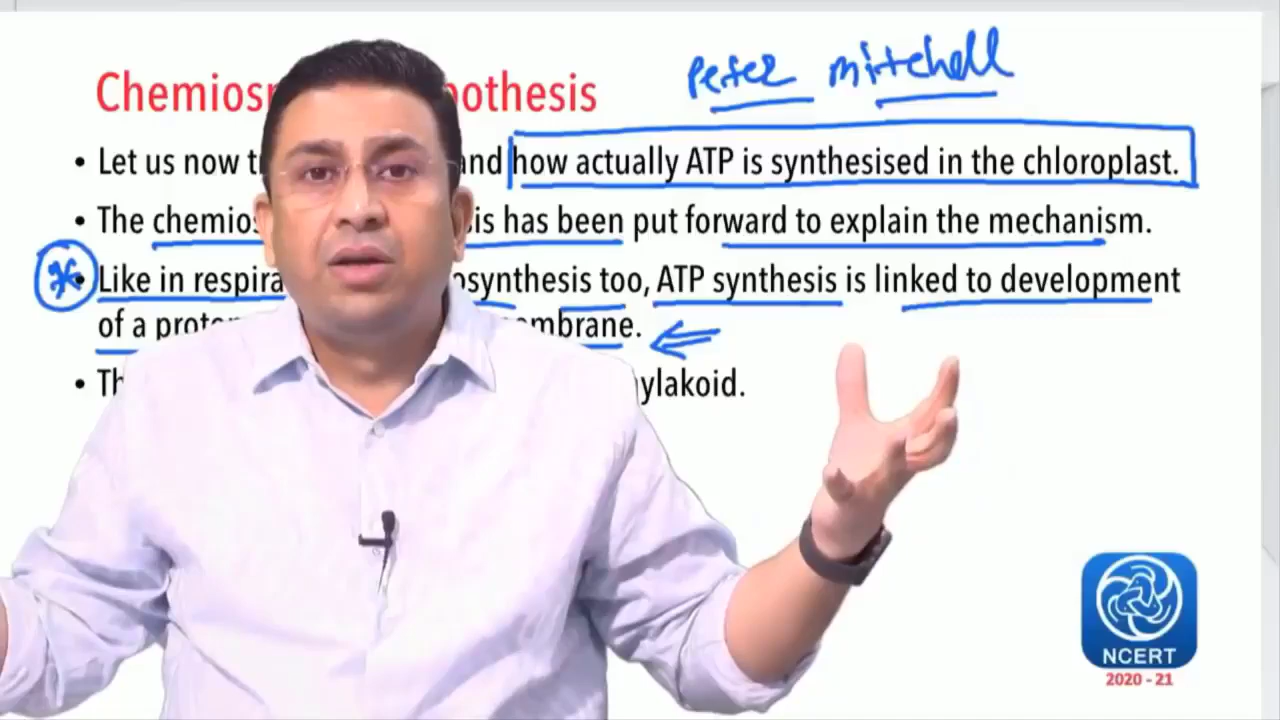 Peter Mitchell
Chemios pothesis
• Let us now t and how actually ATP is synthesised in the chloroplast.
• The chemios is has been put forward to explain the mechanism.
• Like in respira osynthesis too, ATP synthesis is linked to development
of a proto mbrane.
• Th ylakoid.
NCERT
2020 - 21